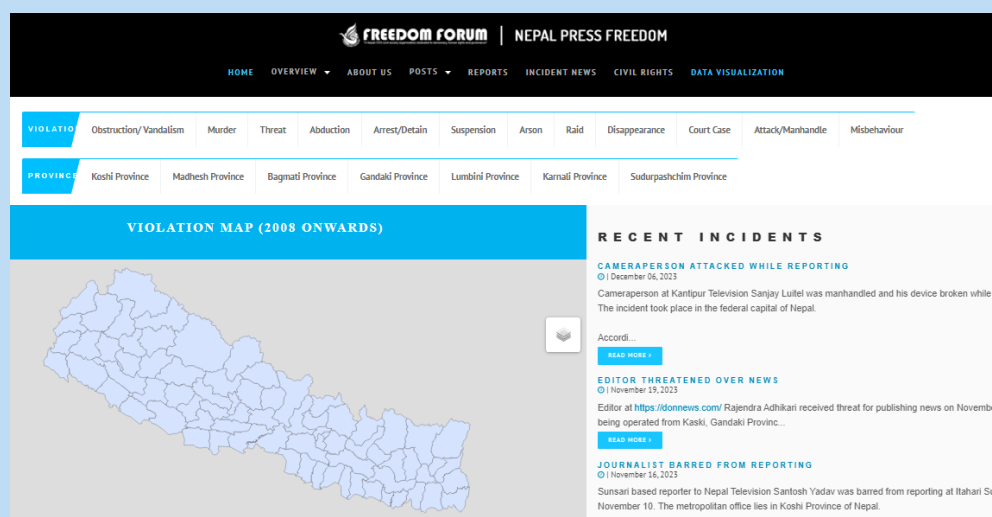 FREEDOM FORUM | NEPAL PRESS FREEDOM
HOME OVERVIEW ABOUT US POSTS REPORTS INCIDENT NEWS CIVIL RIGHTS DATA VISUALIZATION
VIOLATIO Obstruction/ Vandalism Murder Threat Abduction Arrest/Detain Suspension Arson Raid Disappearance Court Case Attack/Manhandle Misbehaviour
PROVINCE Koshi Province Madhesh Province Bagmati Province Gandaki Province Lumbini Province Karnali Province Sudurpashchim Province
VIOLATION MAP (2008 ONWARDS)
RECENT INCIDENTS
CAMERAPERSON ATTACKED WHILE REPORTING
| December 06, 2023
Cameraperson at Kantipur Television Sanjay Luitel was manhandled and his device broken while
The incident took place in the federal capital of Nepal.
Accordi...
READ MORE >
EDITOR THREATENED OVER NEWS
| November 19, 2023
Editor at https://donnews.com/ Rajendra Adhikari received threat for publishing news on Novembe
being operated from Kaski, Gandaki Provinc...
READ MORE >
JOURNALIST BARRED FROM REPORTING
| November 16, 2023
Sunsari based reporter to Nepal Television Santosh Yadav was barred from reporting at Itahari Su
November 10. The metropolitan office lies in Koshi Province of Nepal.